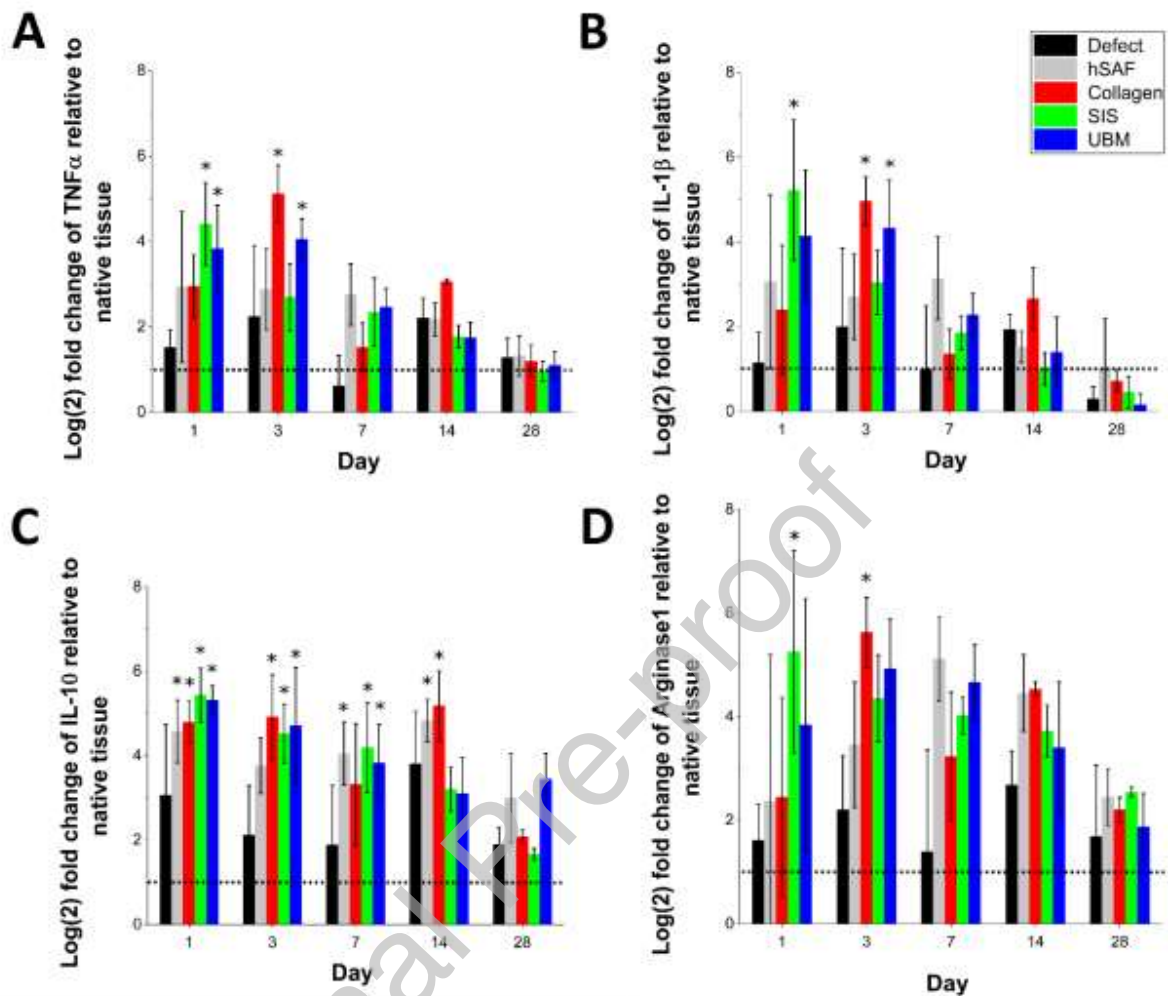 A
Log(2) fold change of TNFα relative to
native tissue
8
6
4
2
0
* * * *
1 3 7 14 28
Day
B
Log(2) fold change of IL-1β relative to
native tissue
8
6
4
2
0
* * *
1 3 7 14 28
Day
Defect
hSAF
Collagen
SIS
UBM
C
Log(2) fold change of IL-10 relative to
native tissue
8
6
4
2
0
* * * * * * * * * * * *
1 3 7 14 28
Day
D
Log(2) fold change of Arginase1 relative to
native tissue
8
6
4
2
0
* *
1 3 7 14 28
Day
nal Pre-proof